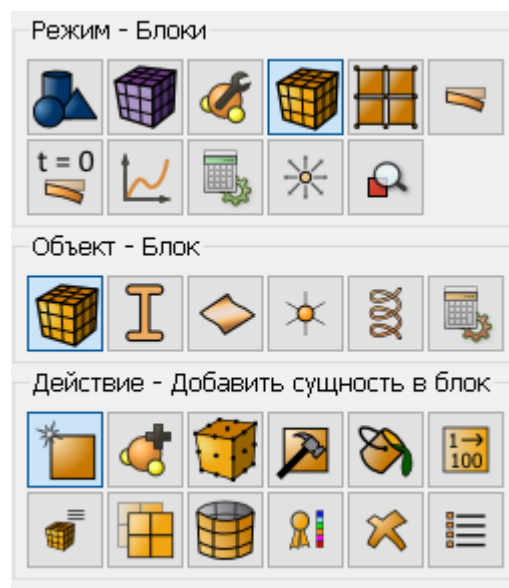 Режим - Блоки
t = 0
Объект - Блок
Действие - Добавить сущность в блок
1→
100